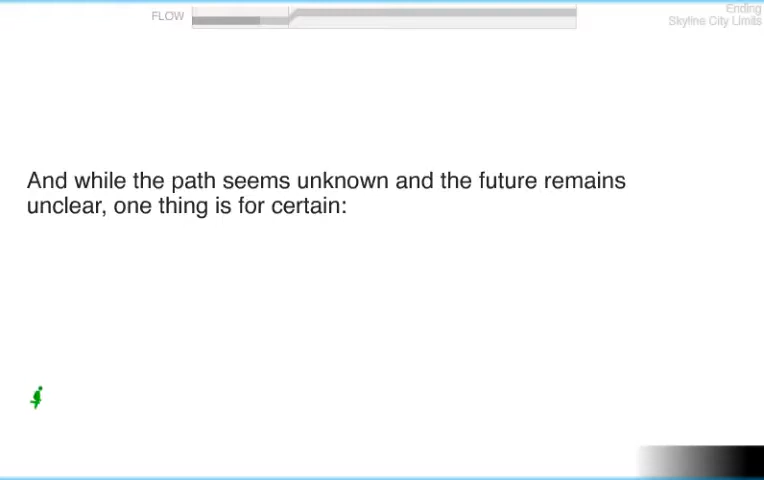 FLOW
Ending
Skyline City Limits
And while the path seems unknown and the future remains
unclear, one thing is for certain: